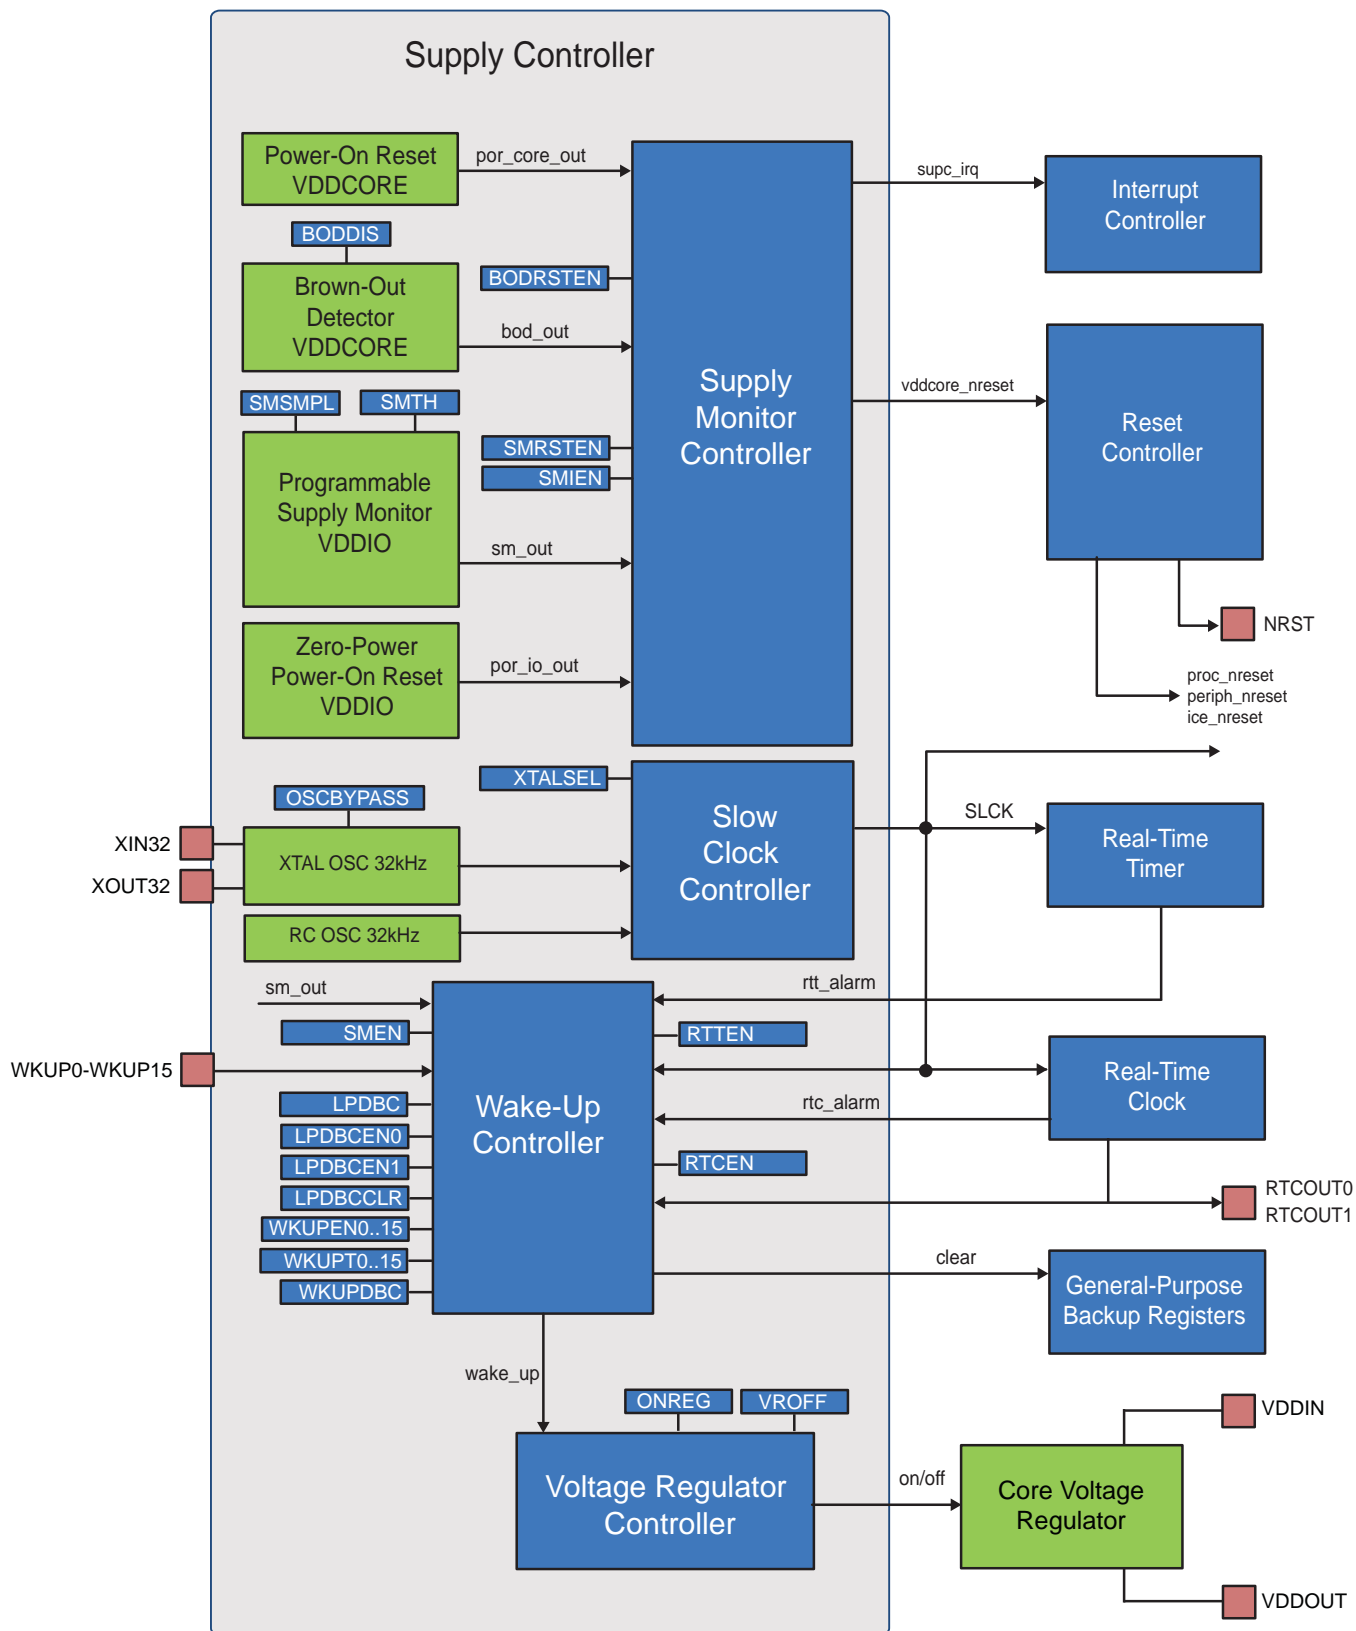 Supply Controller
Power-On Reset
VDDCORE
por_core_out
supc_irq
Interrupt
Controller
BODDIS
Brown-Out
Detector
VDDCORE
BODRSTEN
bod_out
Supply
Monitor
Controller
vddcore_nreset
Reset
Controller
SMSMPL
SMTH
Programmable
Supply Monitor
VDDIO
SMRSTEN
SMIEN
sm_out
NRST
Zero-Power
Power-On Reset
VDDIO
por_io_out
proc_nreset
periph_nreset
ice_nreset
XTALSEL
OSCBYPASS
XIN32
XOUT32
XTAL OSC 32kHz
RC OSC 32kHz
Slow
Clock
Controller
SLCK
Real-Time
Timer
sm_out
rtt_alarm
SMEN
RTTEN
WKUP0-WKUP15
Wake-Up
Controller
Real-Time
Clock
LPDBC
rtc_alarm
LPDBCEN0
LPDBCEN1
RTCEN
LPDBCCLR
RTCOUT0
RTCOUT1
WKUPEN0..15
WKUPT0..15
WKUPDBC
clear
General-Purpose
Backup Registers
wake_up
ONREG
VROFF
VDDIN
Voltage Regulator
Controller
on/off
Core Voltage
Regulator
VDDOUT